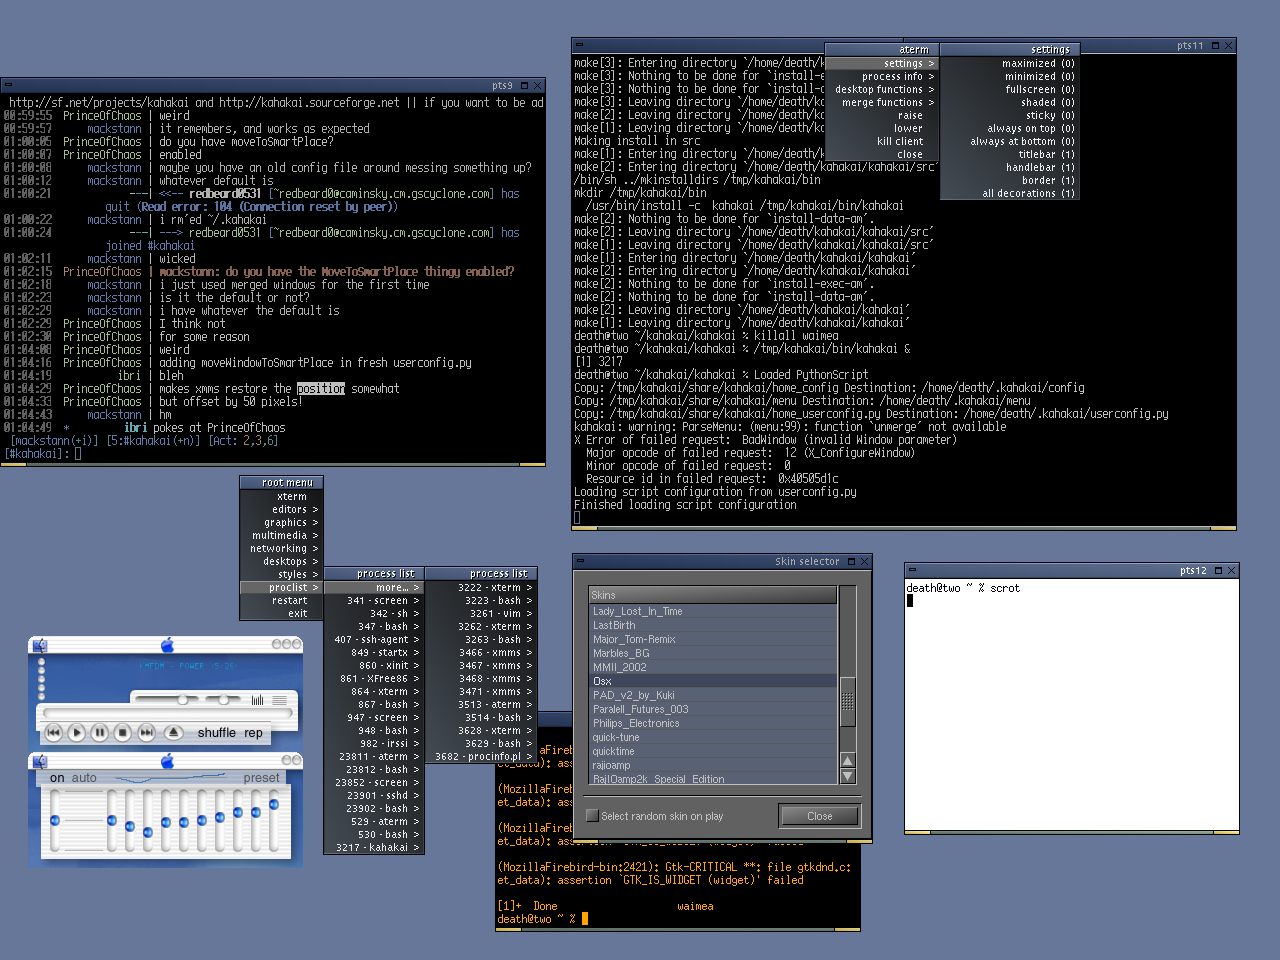 pts9
http://sf.net/projects/kahakai and http://kahakai.sourceforge.net || if you want to be ad
00:59:55 PrinceOfChaos | weird
00:59:57 mackstann | it remembers, and works as expected
01:00:05 PrinceOfChaos | do you have moveToSmartPlace?
01:00:07 PrinceOfChaos | enabled
01:00:08 mackstann | maybe you have an old config file around messing something up?
01:00:12 mackstann | whatever default is
01:00:21 ---| <<-- redbeard0531 [~redbeard0@caminsky.cm.gscyclone.com] has
quit (Read error: 104 (Connection reset by peer))
01:00:22 mackstann | i rm'ed ~/.kahakai
01:00:24 ---| ---> redbeard0531 [~redbeard0@caminsky.cm.gscyclone.com] has
joined #kahakai
01:02:11 mackstann | wicked
01:02:15 PrinceOfChaos | mackstann: do you have the MoveToSmartPlace thingy enabled?
01:02:18 mackstann | i just used merged windows for the first time
01:02:23 mackstann | is it the default or not?
01:02:29 mackstann | i have whatever the default is
01:02:29 PrinceOfChaos | I think not
01:02:30 PrinceOfChaos | for some reason
01:04:08 PrinceOfChaos | weird
01:04:16 PrinceOfChaos | adding moveWindowToSmartPlace in fresh userconfig.py
01:04:19 ibri | bleh
01:04:29 PrinceOfChaos | makes xmms restore the position somewhat
01:04:33 PrinceOfChaos | but offset by 50 pixels!
01:04:43 mackstann | hm
01:04:49 * ibri pokes at PrinceOfChaos
[mackstann(+i)] [5:#kahakai(+n)] [Act: 2,3,6]
[#kahakai]:
pts11
make[3]: Entering directory `/home/death/k
make[3]: Nothing to be done for `install-e
make[3]: Nothing to be done for `install-d
make[3]: Leaving directory `/home/death/ka
make[2]: Leaving directory `/home/death/ka
make[1]: Leaving directory `/home/death/ka
Making install in src
make[1]: Entering directory `/home/death/k
make[2]: Entering directory `/home/death/kahakai/kahakai/src'
/bin/sh ../mkinstalldirs /tmp/kahakai/bin
mkdir /tmp/kahakai/bin
/usr/bin/install -c kahakai /tmp/kahakai/bin/kahakai
make[2]: Nothing to be done for `install-data-am'.
make[2]: Leaving directory `/home/death/kahakai/kahakai/src'
make[1]: Leaving directory `/home/death/kahakai/kahakai/src'
make[1]: Entering directory `/home/death/kahakai/kahakai'
make[2]: Entering directory `/home/death/kahakai/kahakai'
make[2]: Nothing to be done for `install-exec-am'.
make[2]: Nothing to be done for `install-data-am'.
make[2]: Leaving directory `/home/death/kahakai/kahakai'
make[1]: Leaving directory `/home/death/kahakai/kahakai'
death@two ~/kahakai/kahakai % killall waimea
death@two ~/kahakai/kahakai % /tmp/kahakai/bin/kahakai &
[1] 3217
death@two ~/kahakai/kahakai % Loaded PythonScript
Copy: /tmp/kahakai/share/kahakai/home_config Destination: /home/death/.kahakai/config
Copy: /tmp/kahakai/share/kahakai/menu Destination: /home/death/.kahakai/menu
Copy: /tmp/kahakai/share/kahakai/home_userconfig.py Destination: /home/death/.kahakai/userconfig.py
kahakai: warning: ParseMenu: (menu:99): function `unmerge' not available
X Error of failed request: BadWindow (invalid Window parameter)
Major opcode of failed request: 12 (X_ConfigureWindow)
Minor opcode of failed request: 0
Resource id in failed request: 0x40505d1c
Loading script configuration from userconfig.py
Finished loading script configuration
aterm
settings >
process info >
desktop functions >
merge functions >
raise
lower
kill client
close
settings
maximized (0)
minimized (0)
fullscreen (0)
shaded (0)
sticky (0)
always on top (0)
always at bottom (0)
titlebar (1)
handlebar (1)
border (1)
all decorations (1)
root menu
xterm
editors >
graphics >
multimedia >
networking >
desktops >
styles >
proclist >
restart
exit
process list
more... >
341 - screen >
342 - sh >
347 - bash >
407 - ssh-agent >
849 - startx >
860 - xinit >
861 - XFree86 >
864 - xterm >
867 - bash >
947 - screen >
948 - bash >
982 - irssi >
23811 - aterm >
23812 - bash >
23852 - screen >
23901 - sshd >
23902 - bash >
529 - aterm >
530 - bash >
3217 - kahakai >
process list
3222 - xterm >
3223 - bash >
3261 - vim >
3262 - xterm >
3263 - bash >
3466 - xmms >
3467 - xmms >
3468 - xmms >
3471 - xmms >
3513 - aterm >
3514 - bash >
3628 - xterm >
3629 - bash >
3682 - procinfo.pl >
KMFDM - POWER (5:26)
shuffle rep
on auto preset
Skin selector
Skins
Lady_Lost_In_Time
LastBirth
Major_Tom-Remix
Marbles_BG
MMII_2002
Osx
PAD_v2_by_Kuki
Paralell_Futures_003
Philips_Electronics
quick-tune
quicktime
rajioamp
RajIOamp2k_Special_Edition
Select random skin on play
Close
pts12
death@two ~ % scrot
(Mozilla
et_data): ass
(MozillaFireb
et_data): ass
(MozillaFireb
et_data): assertion `GTK_IS_WIDGET (widget)' failed
(MozillaFirebird-bin:2421): Gtk-CRITICAL **: file gtkdnd.c:
et_data): assertion `GTK_IS_WIDGET (widget)' failed
[1]+ Done waimea
death@two ~ %